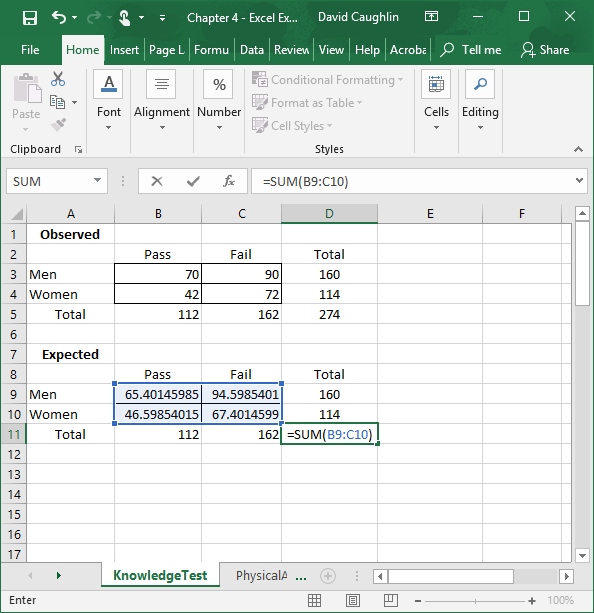 Chapter 4 - Excel Ex... David Caughlin
File Home Insert Page L Formu Data Review View Help Acroba Tell me Share
Paste Font Alignment Number Conditional Formatting Format as Table Cell Styles Cells Editing
Clipboard Styles
SUM fx =SUM(B9:C10)
A B C D E F
1 Observed
2 Pass Fail Total
3 Men 70 90 160
4 Women 42 72 114
5 Total 112 162 274
6
7 Expected
8 Pass Fail Total
9 Men 65.40145985 94.5985401 160
10 Women 46.59854015 67.4014599 114
11 Total 112 162 =SUM(B9:C10)
12
13
14
15
16
17
KnowledgeTest PhysicalA ...
Enter 100%